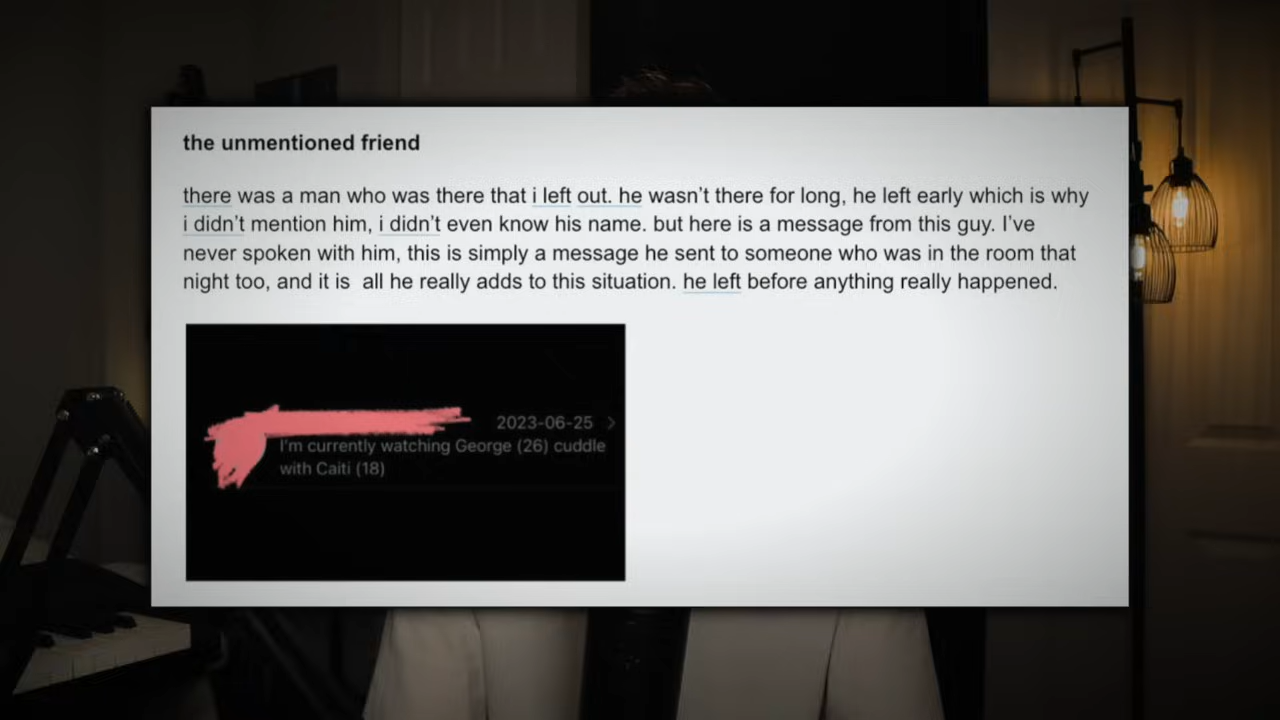 the unmentioned friend
there was a man who was there that i left out. he wasn't there for long, he left early which is why
i didn't mention him, i didn't even know his name. but here is a message from this guy. I've
never spoken with him, this is simply a message he sent to someone who was in the room that
night too, and it is  all he really adds to this situation. he left before anything really happened.
2023-06-25 >
I'm currently watching George (26) cuddle
with Caiti (18)